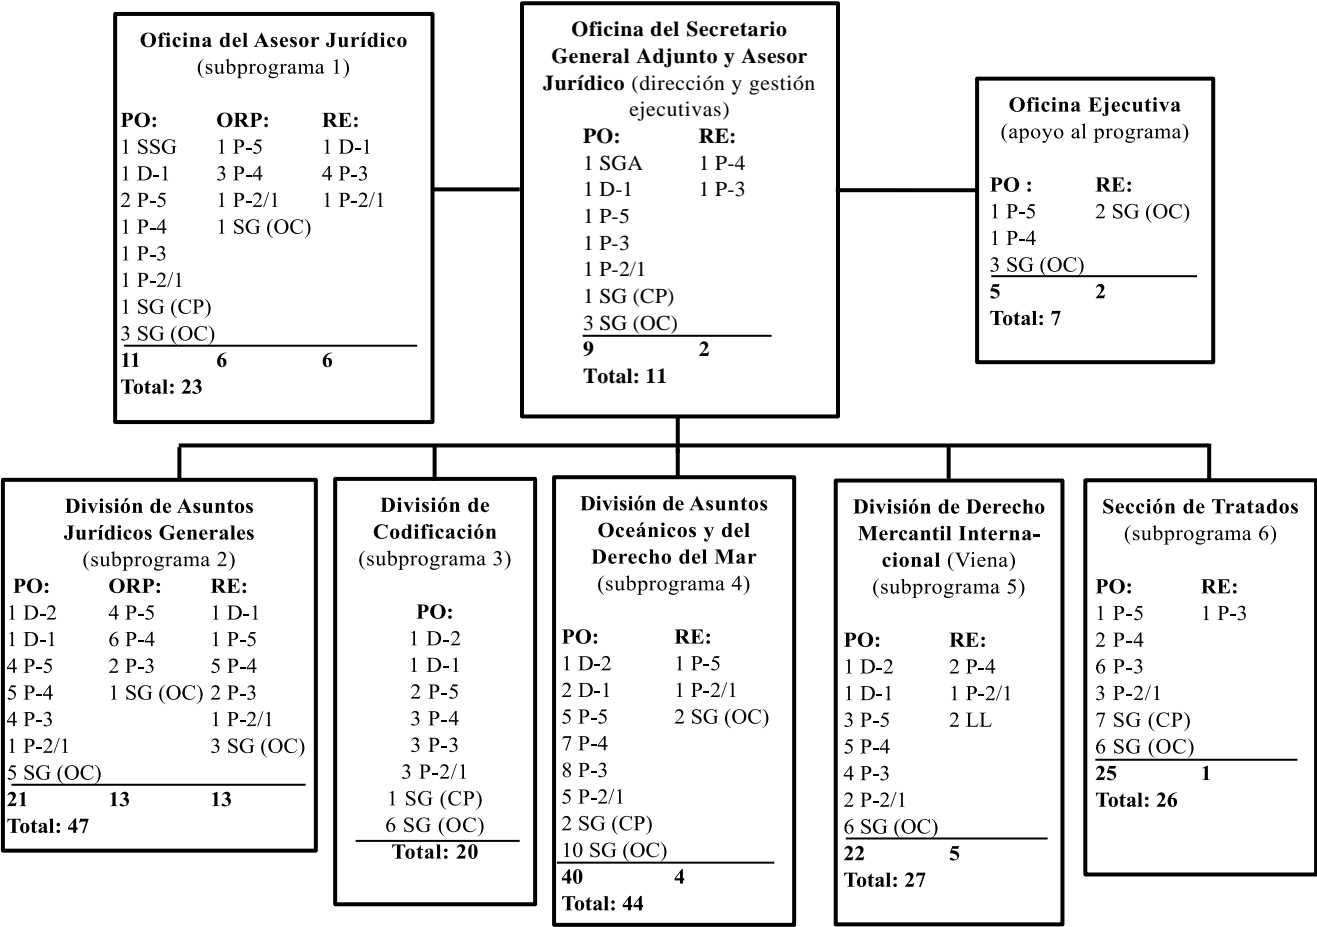 Oficina del Asesor Jurídico
(subprograma 1)
PO: ORP: RE:
1 SSG 1 P-5 1 D-1
1 D-1 3 P-4 4 P-3
2 P-5 1 P-2/1 1 P-2/1
1 P-4 1 SG (OC)
1 P-3
1 P-2/1
1 SG (CP)
3 SG (OC)
11 6 6
Total: 23
Oficina del Secretario
General Adjunto y Asesor
Jurídico (dirección y gestión
ejecutivas)
PO: RE:
1 SGA 1 P-4
1 D-1 1 P-3
1 P-5
1 P-3
1 P-2/1
1 SG (CP)
3 SG (OC)
9 2
Total: 11
Oficina Ejecutiva
(apoyo al programa)
PO : RE:
1 P-5 2 SG (OC)
1 P-4
3 SG (OC)
5 2
Total: 7
División de Asuntos
Jurídicos Generales
(subprograma 2)
PO: ORP: RE:
1 D-2 4 P-5 1 D-1
1 D-1 6 P-4 1 P-5
4 P-5 2 P-3 5 P-4
5 P-4 1 SG (OC) 2 P-3
4 P-3 1 P-2/1
1 P-2/1 3 SG (OC)
5 SG (OC)
21 13 13
Total: 47
División de
Codificación
(subprograma 3)
PO:
1 D-2
1 D-1
2 P-5
3 P-4
3 P-3
3 P-2/1
1 SG (CP)
6 SG (OC)
Total: 20
División de Asuntos
Oceánicos y del
Derecho del Mar
(subprograma 4)
PO: RE:
1 D-2 1 P-5
2 D-1 1 P-2/1
5 P-5 2 SG (OC)
7 P-4
8 P-3
5 P-2/1
2 SG (CP)
10 SG (OC)
40 4
Total: 44
División de Derecho
Mercantil Interna-
cional (Viena)
(subprograma 5)
PO: RE:
1 D-2 2 P-4
1 D-1 1 P-2/1
3 P-5 2 LL
5 P-4
4 P-3
2 P-2/1
6 SG (OC)
22 5
Total: 27
Sección de Tratados
(subprograma 6)
PO: RE:
1 P-5 1 P-3
2 P-4
6 P-3
3 P-2/1
7 SG (CP)
6 SG (OC)
25 1
Total: 26